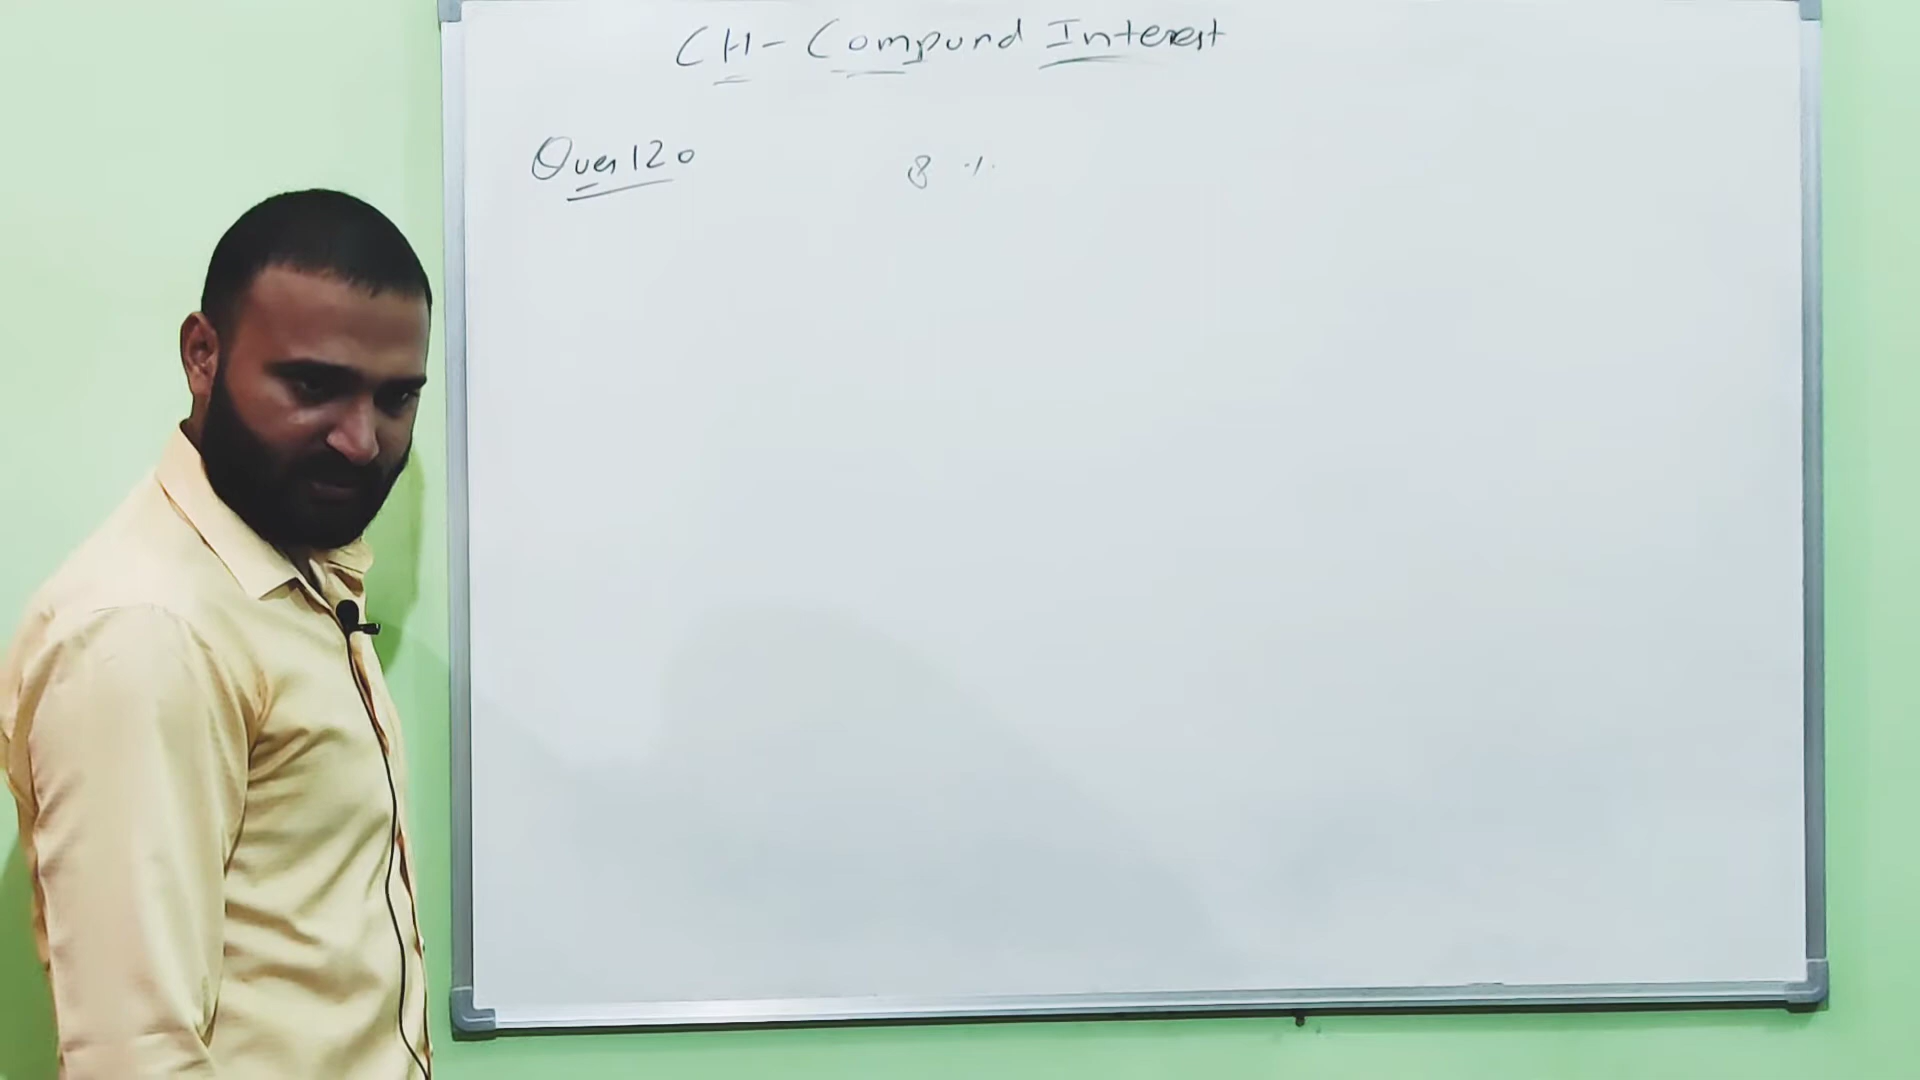 CH- Compund Interest
Ques 120 8 %